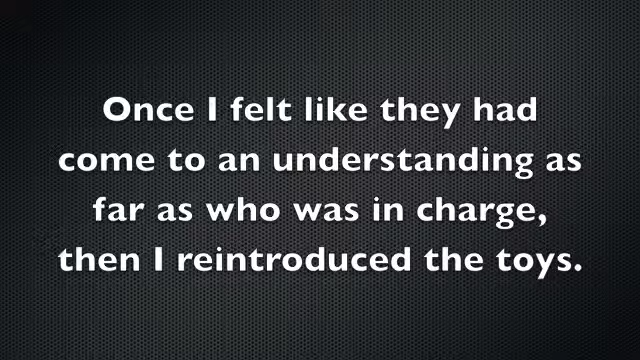 Once I felt like they had
come to an understanding as
far as who was in charge,
then I reintroduced the toys.